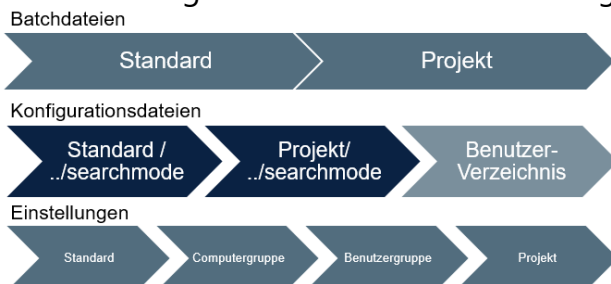 Batchdateien
Standard
Projekt
Konfigurationsdateien
Standard /
../searchmode
Projekt/
../searchmode
Benutzer-
Verzeichnis
Einstellungen
Standard
Computergruppe
Benutzergruppe
Projekt